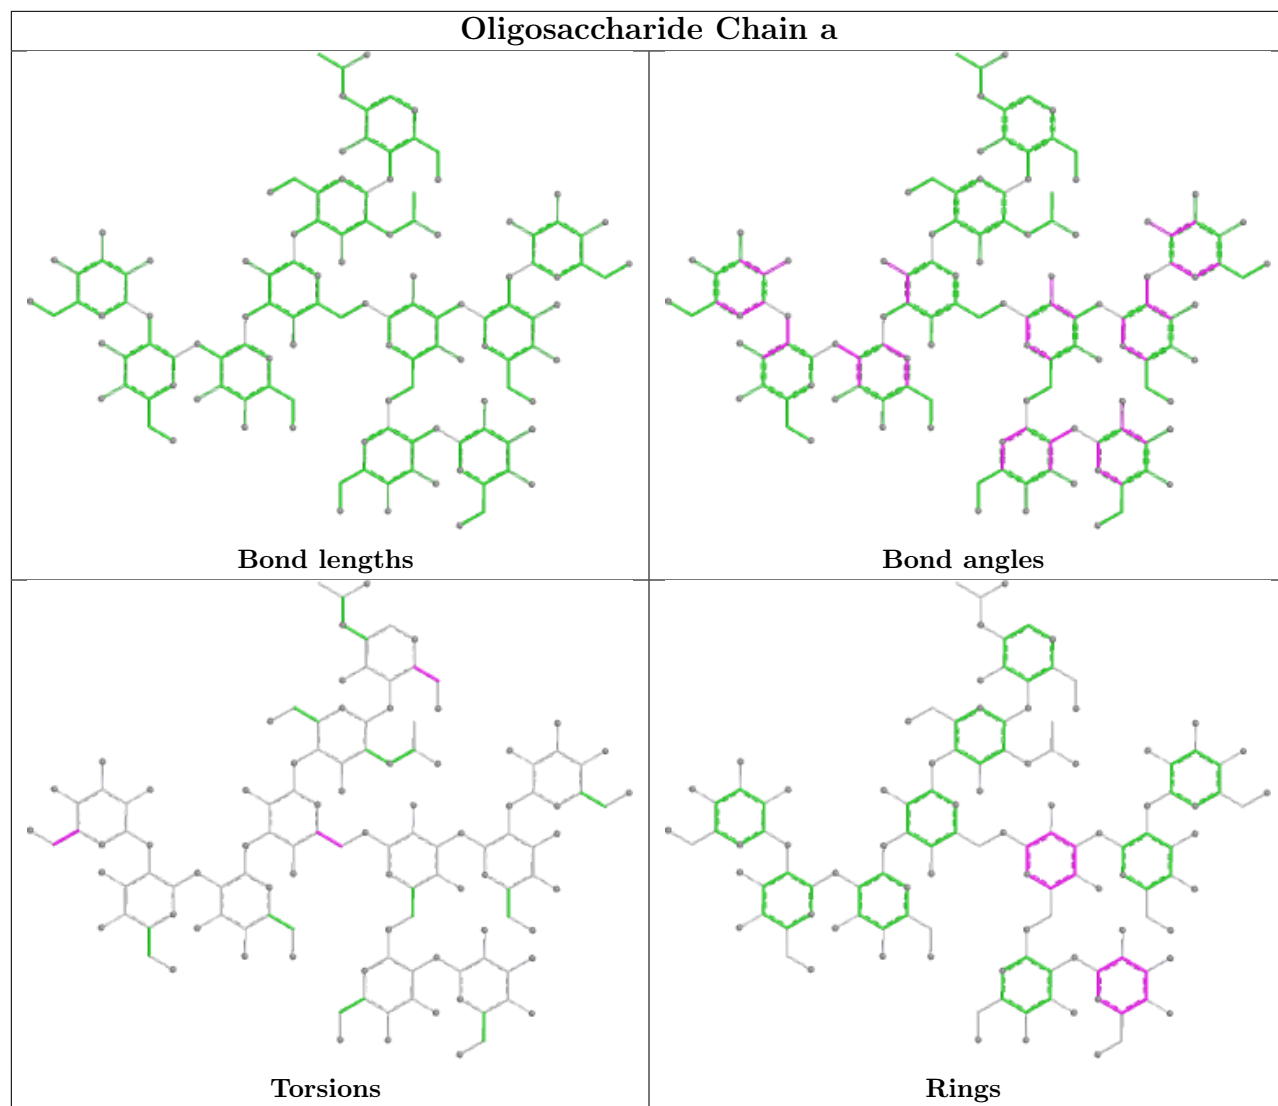 Oligosaccharide Chain a
Bond lengths
Bond angles
Torsions
Rings